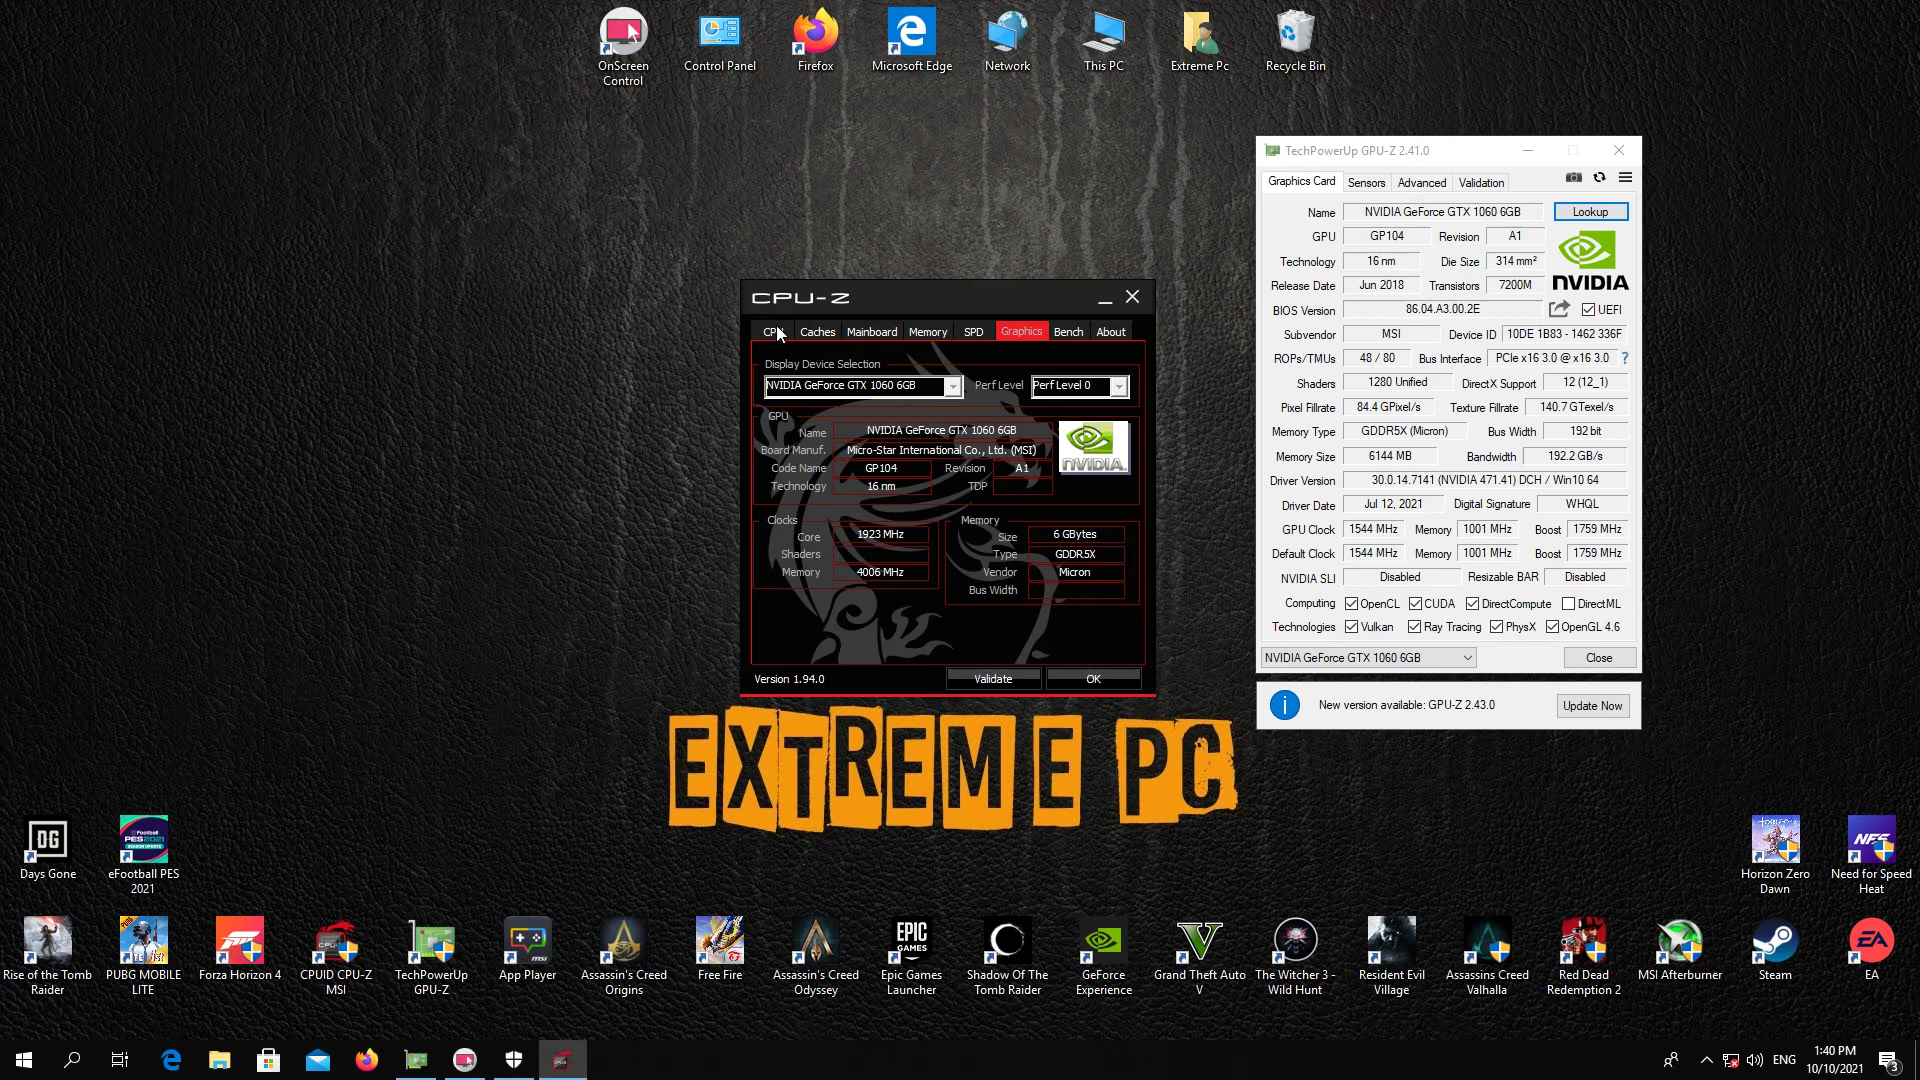 OnScreen Control
Control Panel
Firefox
Microsoft Edge
Network
This PC
Extreme Pc
Recycle Bin
TechPowerUp GPU-Z 2.41.0
Graphics Card Sensors Advanced Validation
Name NVIDIA GeForce GTX 1060 6GB Lookup
GPU GP104 Revision A1
Technology 16 nm Die Size 314 mm²
Release Date Jun 2018 Transistors 7200M
NVIDIA
BIOS Version 86.04.A3.00.2E UEFI
Subvendor MSI Device ID 10DE 1B83 - 1462 336F
ROPs/TMUs 48 / 80 Bus Interface PCIe x16 3.0 @ x16 3.0 ?
Shaders 1280 Unified DirectX Support 12 (12_1)
Pixel Fillrate 84.4 GPixel/s Texture Fillrate 140.7 GTexel/s
Memory Type GDDR5X (Micron) Bus Width 192 bit
Memory Size 6144 MB Bandwidth 192.2 GB/s
Driver Version 30.0.14.7141 (NVIDIA 471.41) DCH / Win10 64
Driver Date Jul 12, 2021 Digital Signature WHQL
GPU Clock 1544 MHz Memory 1001 MHz Boost 1759 MHz
Default Clock 1544 MHz Memory 1001 MHz Boost 1759 MHz
NVIDIA SLI Disabled Resizable BAR Disabled
Computing OpenCL CUDA DirectCompute DirectML
Technologies Vulkan Ray Tracing PhysX OpenGL 4.6
NVIDIA GeForce GTX 1060 6GB Close
New version available: GPU-Z 2.43.0 Update Now
CPU-Z
CPU Caches Mainboard Memory SPD Graphics Bench About
Display Device Selection
NVIDIA GeForce GTX 1060 6GB Perf Level Perf Level 0
GPU
Name NVIDIA GeForce GTX 1060 6GB
Board Manuf. Micro-Star International Co., Ltd. (MSI)
Code Name GP104 Revision A1
Technology 16 nm TDP
NVIDIA.
Clocks
Core 1923 MHz
Shaders
Memory 4006 MHz
Memory
Size 6 GBytes
Type GDDR5X
Vendor Micron
Bus Width
Version 1.94.0 Validate OK
EXTREME PC
DG
Days Gone
eFootball
PES2021
SEASON UPDATE
eFootball PES 2021
Horizon Zero Dawn
NFS
Need for Speed Heat
Rise of the Tomb Raider
PUBG MOBILE LITE
Forza Horizon 4
CPUID CPU-Z MSI
TechPowerUp GPU-Z
msi
App Player
Assassin's Creed Origins
Free Fire
Assassin's Creed Odyssey
EPIC GAMES
Epic Games Launcher
Shadow Of The Tomb Raider
GeForce Experience
V
Grand Theft Auto V
The Witcher 3 - Wild Hunt
Resident Evil Village
Assassins Creed Valhalla
Red Dead Redemption 2
MSI Afterburner
Steam
EA
EA
ENG
1:40 PM
10/10/2021
3